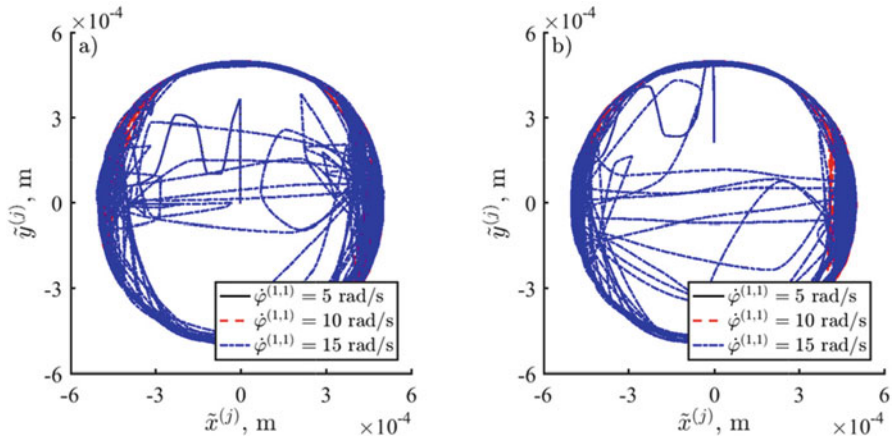 ×10⁻⁴
6
a)
3
0
-3
-6
ỹ⁽ʲ⁾, m
φ̇⁽¹,¹⁾ = 5 rad/s
φ̇⁽¹,¹⁾ = 10 rad/s
φ̇⁽¹,¹⁾ = 15 rad/s
-6 -3 0 3 6
x̃⁽ʲ⁾, m
×10⁻⁴
×10⁻⁴
6
b)
3
0
-3
-6
ỹ⁽ʲ⁾, m
φ̇⁽¹,¹⁾ = 5 rad/s
φ̇⁽¹,¹⁾ = 10 rad/s
φ̇⁽¹,¹⁾ = 15 rad/s
-6 -3 0 3 6
x̃⁽ʲ⁾, m
×10⁻⁴